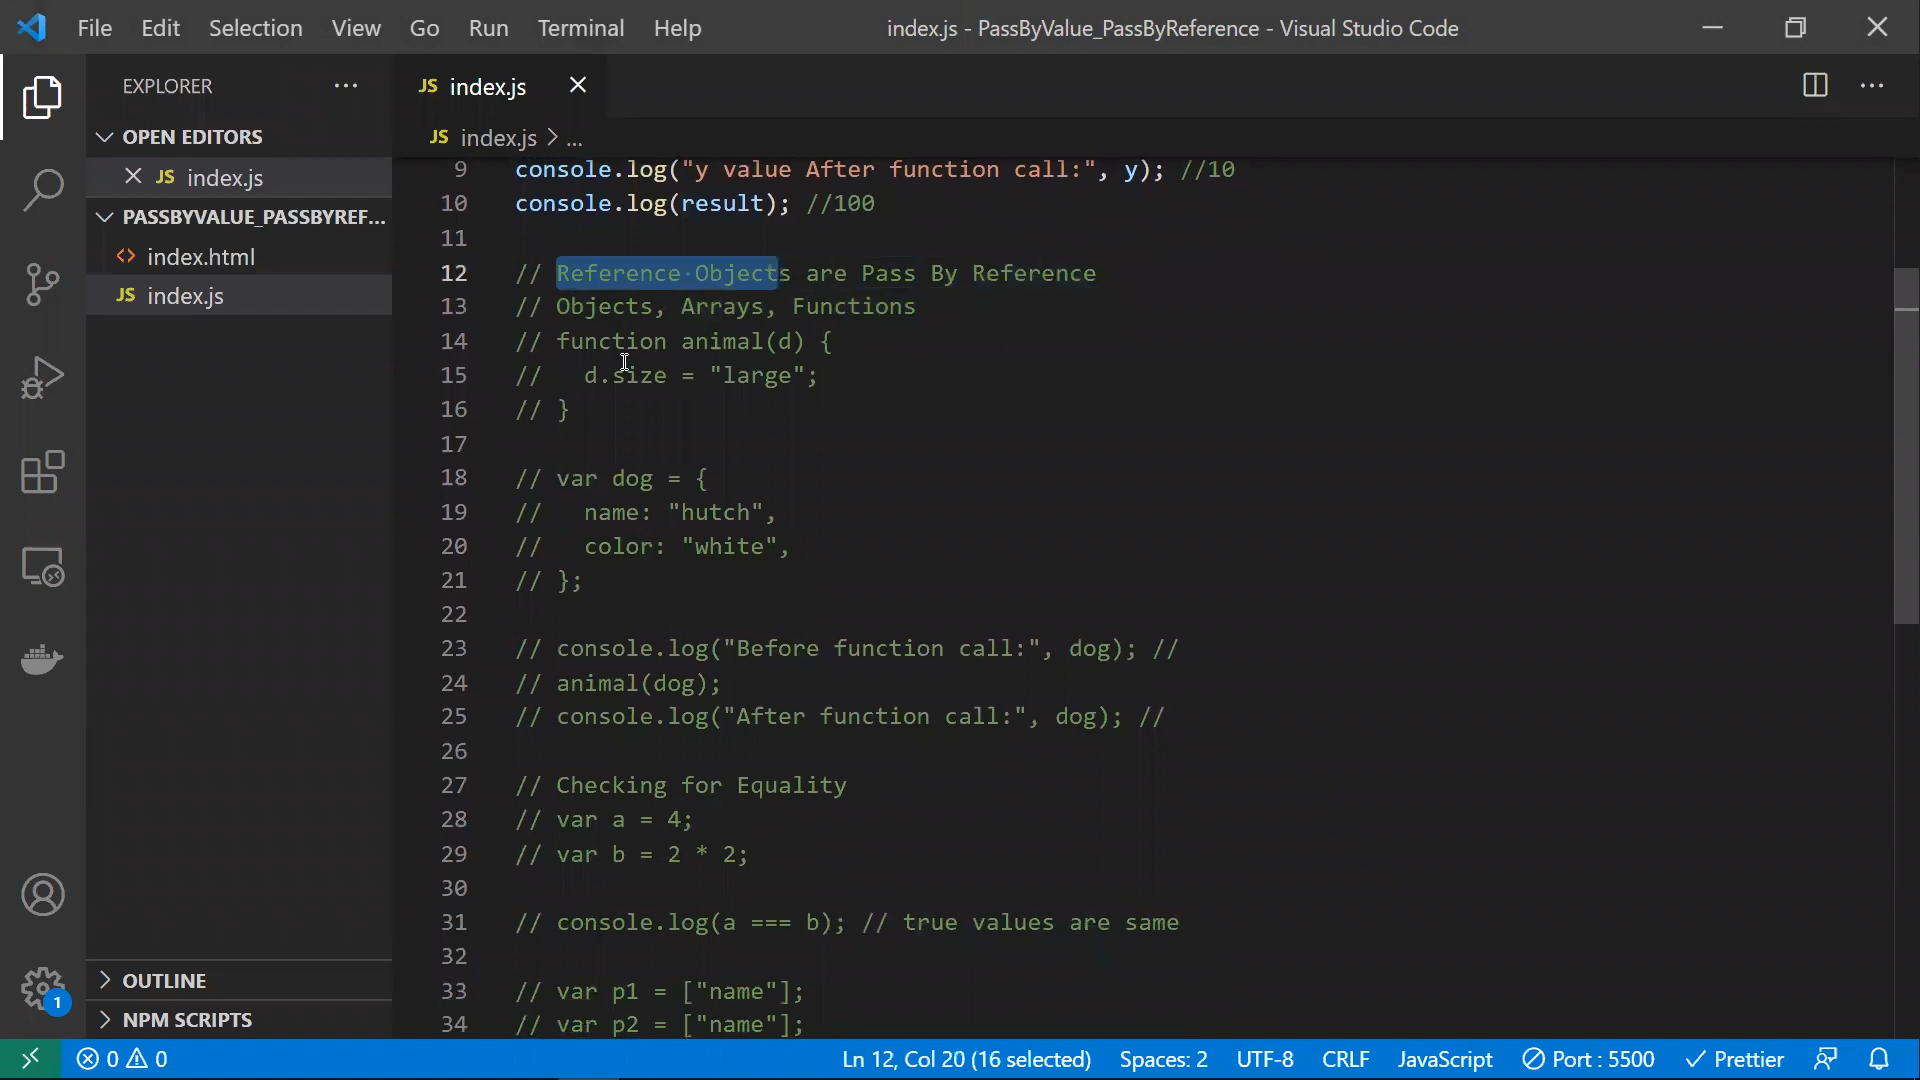 File Edit Selection View Go Run Terminal Help index.js - PassByValue_PassByReference - Visual Studio Code
EXPLORER ...
JS index.js
OPEN EDITORS
JS index.js > ...
JS index.js
PASSBYVALUE_PASSBYREF...
index.html
JS index.js
9 console.log("y value After function call:", y); //10
10 console.log(result); //100
11
12 // Reference Objects are Pass By Reference
13 // Objects, Arrays, Functions
14 // function animal(d) {
15 //   d.size = "large";
16 // }
17
18 // var dog = {
19 //   name: "hutch",
20 //   color: "white",
21 // };
22
23 // console.log("Before function call:", dog); //
24 // animal(dog);
25 // console.log("After function call:", dog); //
26
27 // Checking for Equality
28 // var a = 4;
29 // var b = 2 * 2;
30
31 // console.log(a === b); // true values are same
32
33 // var p1 = ["name"];
34 // var p2 = ["name"];
OUTLINE
NPM SCRIPTS
1
0 0 Ln 12, Col 20 (16 selected) Spaces: 2 UTF-8 CRLF JavaScript Port : 5500 Prettier